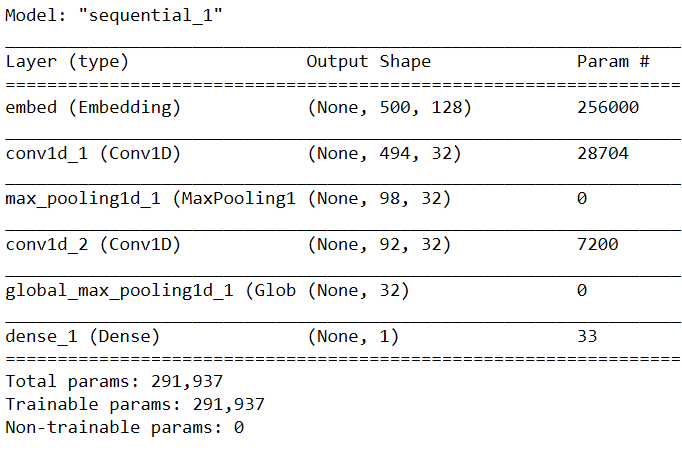 Model: "sequential_1"
_________________________________________________________________
Layer (type)                 Output Shape              Param #
=================================================================
embed (Embedding)            (None, 500, 128)          256000
_________________________________________________________________
conv1d_1 (Conv1D)            (None, 494, 32)           28704
_________________________________________________________________
max_pooling1d_1 (MaxPooling1 (None, 98, 32)            0
_________________________________________________________________
conv1d_2 (Conv1D)            (None, 92, 32)            7200
_________________________________________________________________
global_max_pooling1d_1 (Glob (None, 32)                0
_________________________________________________________________
dense_1 (Dense)              (None, 1)                 33
=================================================================
Total params: 291,937
Trainable params: 291,937
Non-trainable params: 0